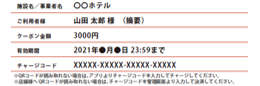 施設名／事業者名 〇〇ホテル
ご利用者様 山田 太郎 様 （摘要）
クーポン金額 3000円
有効期間 2021年●月●日 23:59まで
チャージコード XXXXX-XXXXX-XXXXX-XXXXX
※QRコードが読み取れない場合は、アプリよりチャージコードを入力してチャージしてください。
※店舗様へ QRコードが読み取れない場合は、チャージコードを管理画面より入力して決済してください。